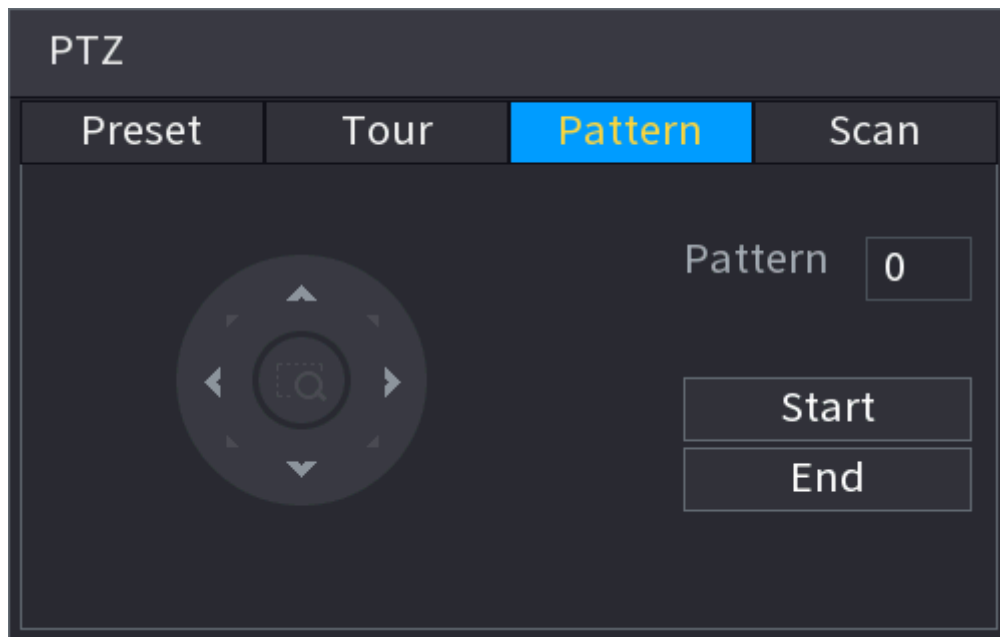 PTZ
Preset Tour Pattern Scan
Pattern 0
Start
End